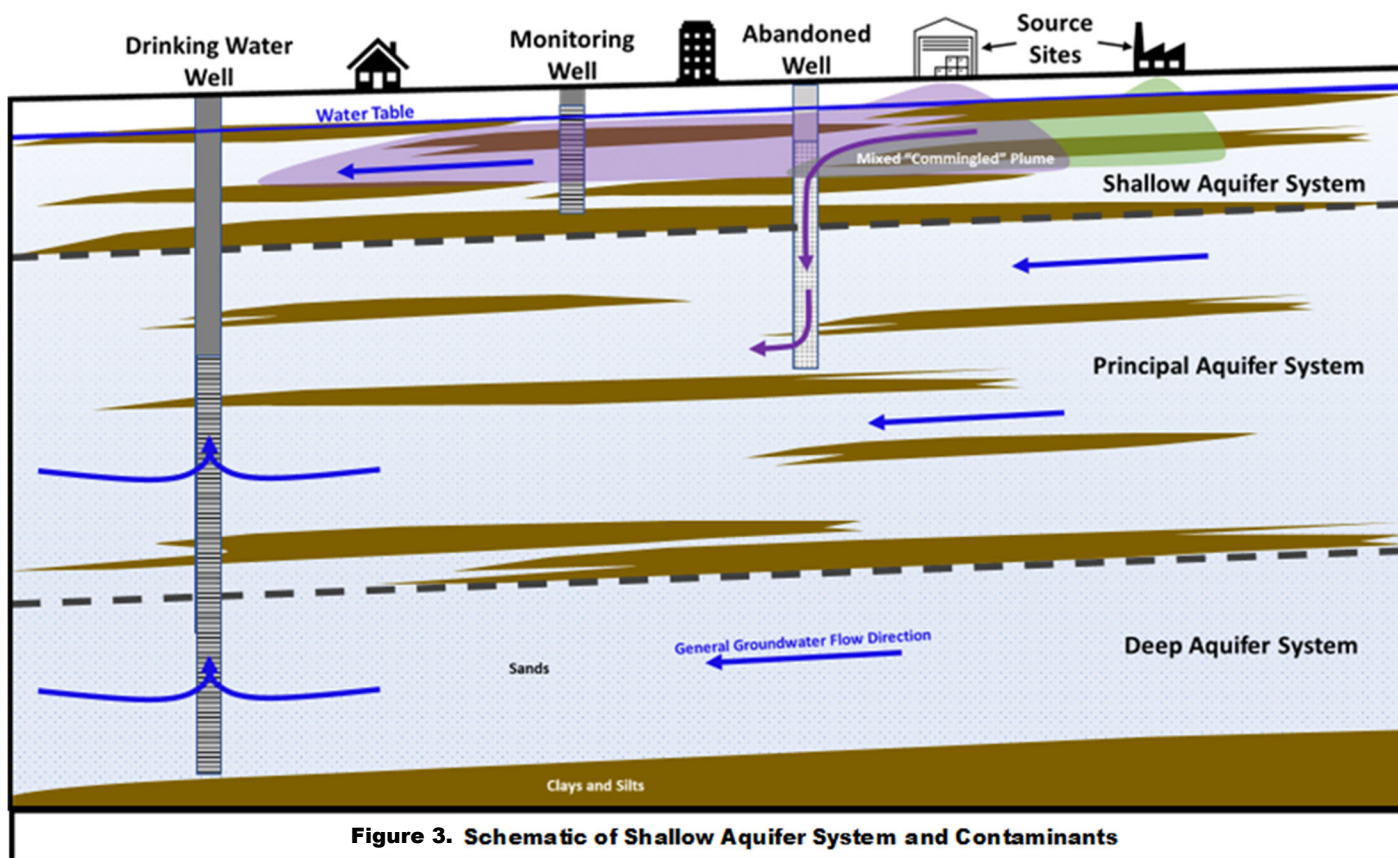 Drinking Water
Well
Monitoring
Well
Abandoned
Well
Source
Sites
Water Table
Mixed "Commingled" Plume
Shallow Aquifer System
Principal Aquifer System
General Groundwater Flow Direction
Deep Aquifer System
Sands
Clays and Silts
Figure 3. Schematic of Shallow Aquifer System and Contaminants